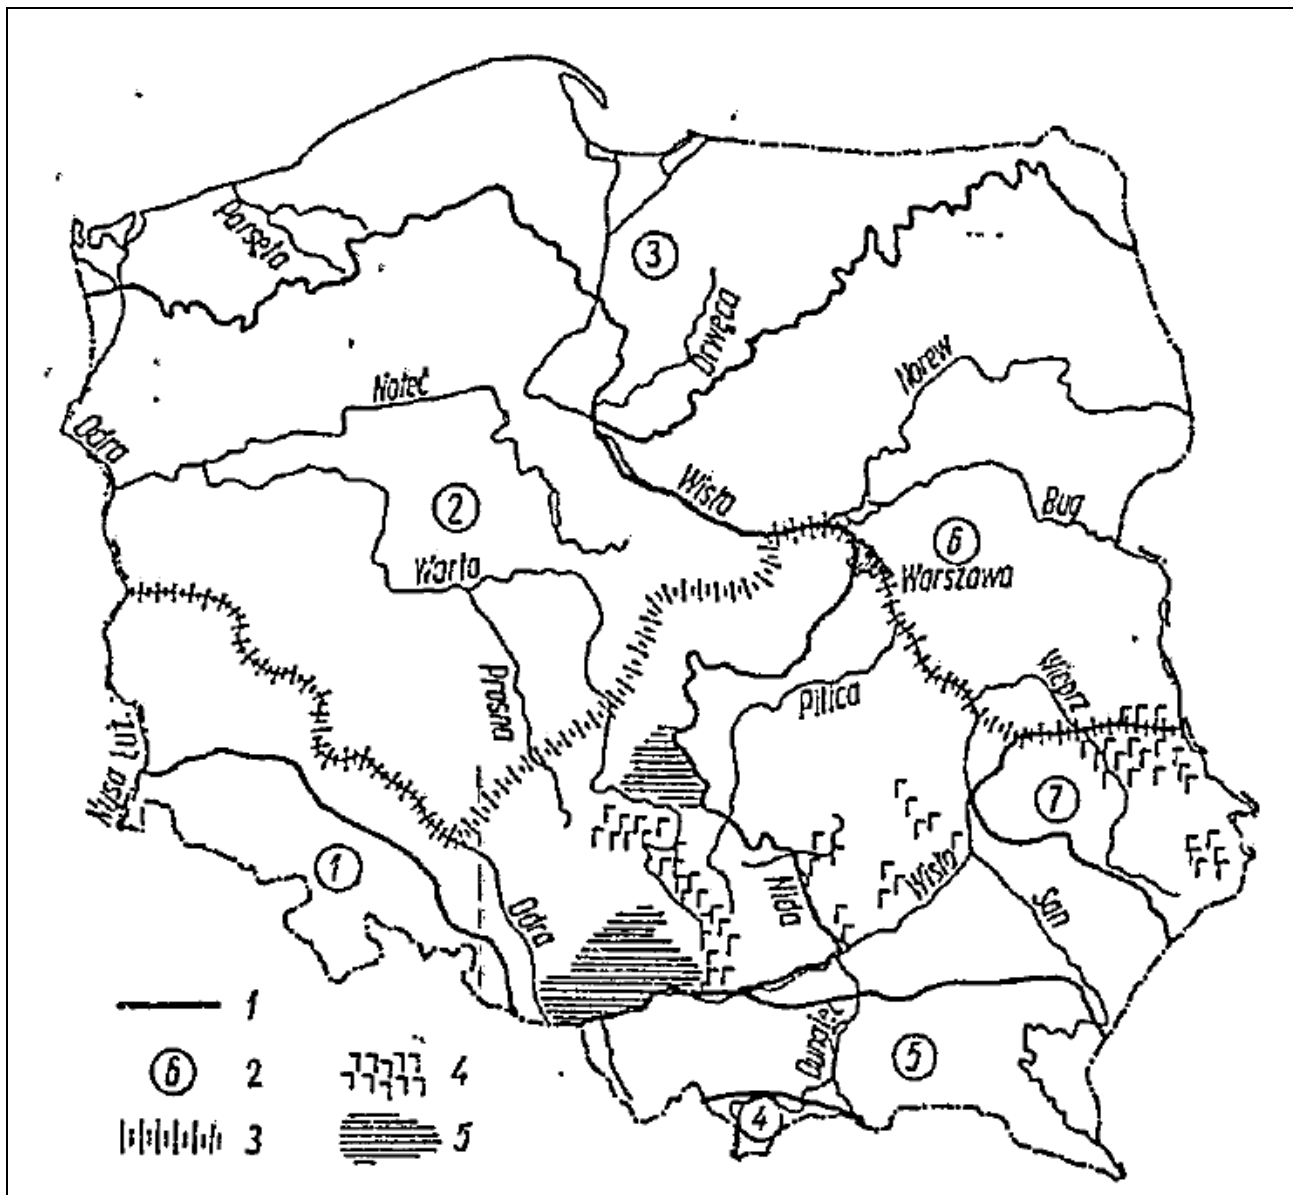 Parsęta
3
Drwęca
Noteć
Narew
Odra
Wisła
Bug
2
6
Warta
Warszawa
Prosna
Pilica
Wieprz
Nysa Łuż.
7
1
Odra
Nida
Wisła
San
1
6 2
3
4
5
Dunajec
5
4